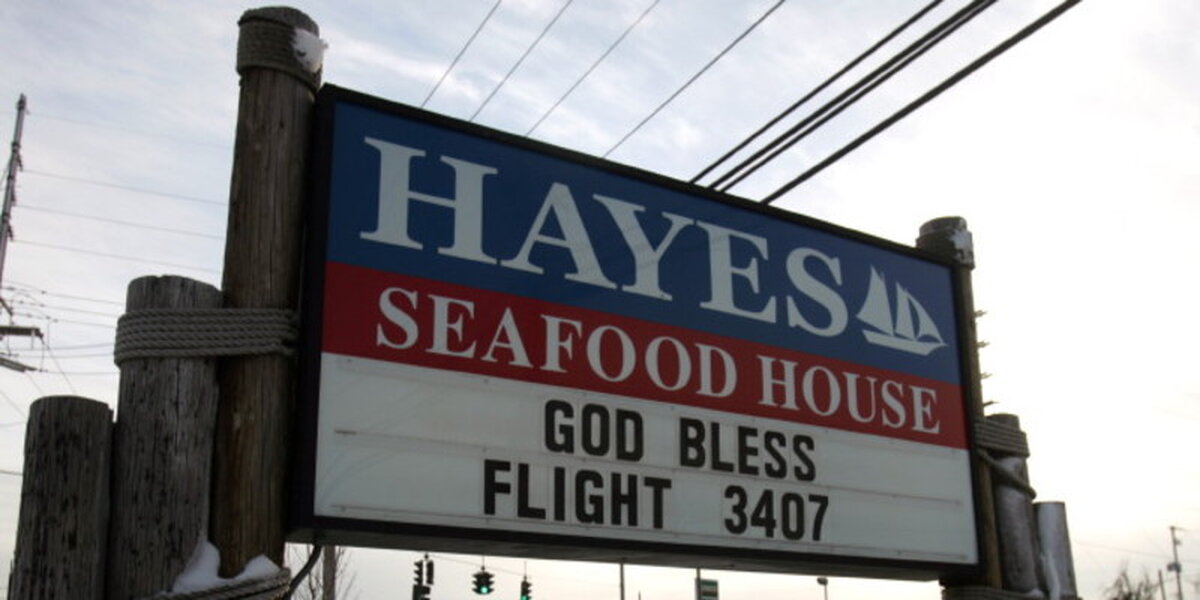 HAYES
SEAFOOD HOUSE
GOD BLESS
FLIGHT 3407